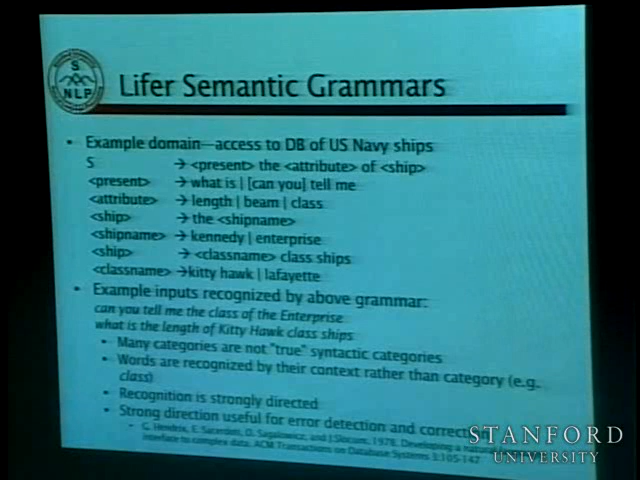 S
NLP
Lifer Semantic Grammars
• Example domain—access to DB of US Navy ships
S → <present> the <attribute> of <ship>
<present> → what is | [can you] tell me
<attribute> → length | beam | class
<ship> → the <shipname>
<shipname> → kennedy | enterprise
<ship> → <classname> class ships
<classname> → kitty hawk | lafayette
• Example inputs recognized by above grammar:
can you tell me the class of the Enterprise
what is the length of Kitty Hawk class ships
• Many categories are not "true" syntactic categories
• Words are recognized by their context rather than category (e.g.
class)
• Recognition is strongly directed
• Strong direction useful for error detection and correction
• G. Hendrix, E. Sacerdoti, D. Sagalowicz, and J. Slocum. 1978. Developing a natural
interface to complex data. ACM Transactions on Database Systems 3:105-147
STANFORD
UNIVERSITY